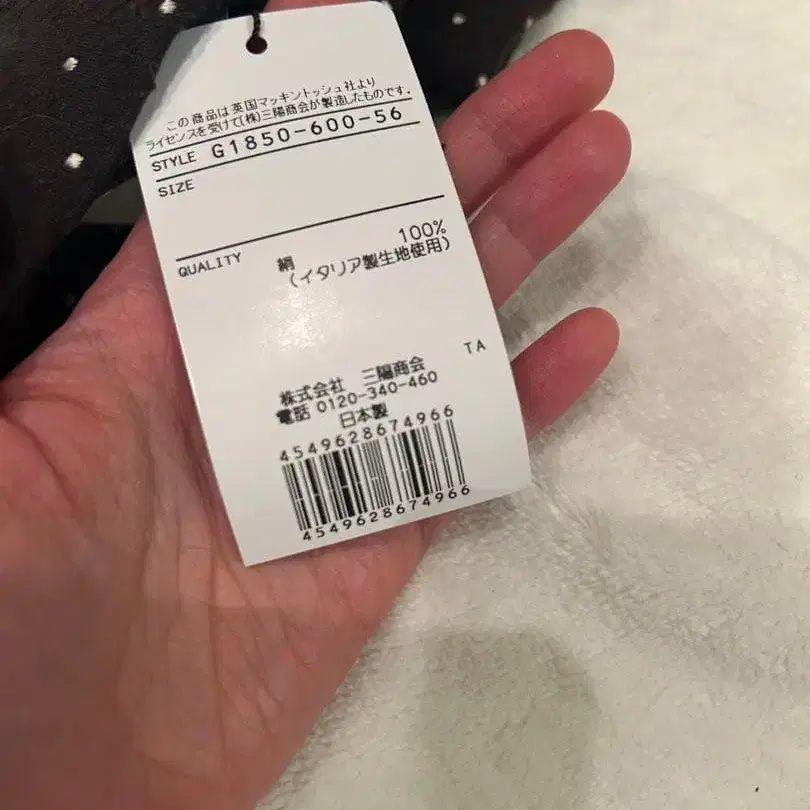 この商品は英国マッキントッシュ社より
ライセンスを受けて(株)三陽商会が製造したものです。
STYLE G1850-600-56
SIZE
QUALITY 絹 100%
(イタリア製生地使用)
TA
株式会社 三陽商会
電話 0120-340-460
日本製
4549628674966
4549628674966